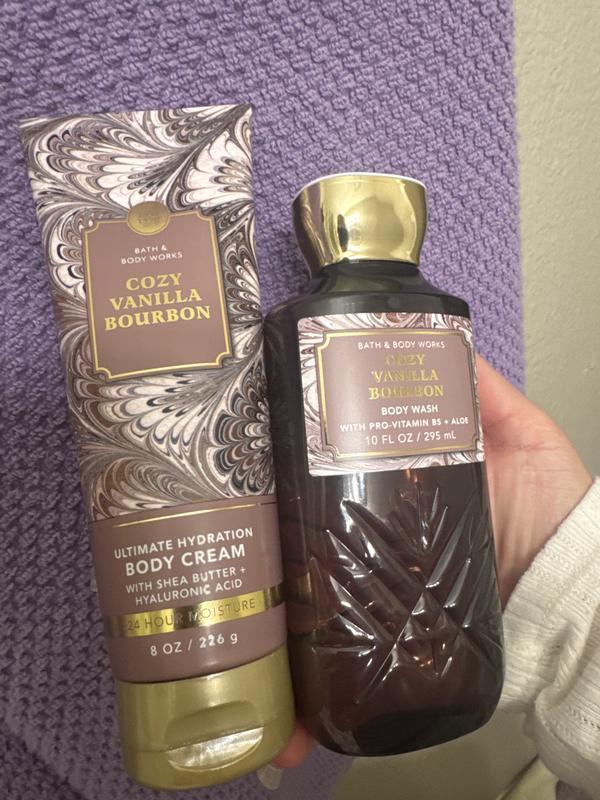 BATH &
BODY WORKS
COZY
VANILLA
BOURBON
ULTIMATE HYDRATION
BODY CREAM
WITH SHEA BUTTER +
HYALURONIC ACID
24 HOUR MOISTURE
8 OZ / 226 g
BATH & BODY WORKS
COZY
VANILLA
BOURBON
BODY WASH
WITH PRO-VITAMIN B5 + ALOE
10 FL OZ / 295 mL